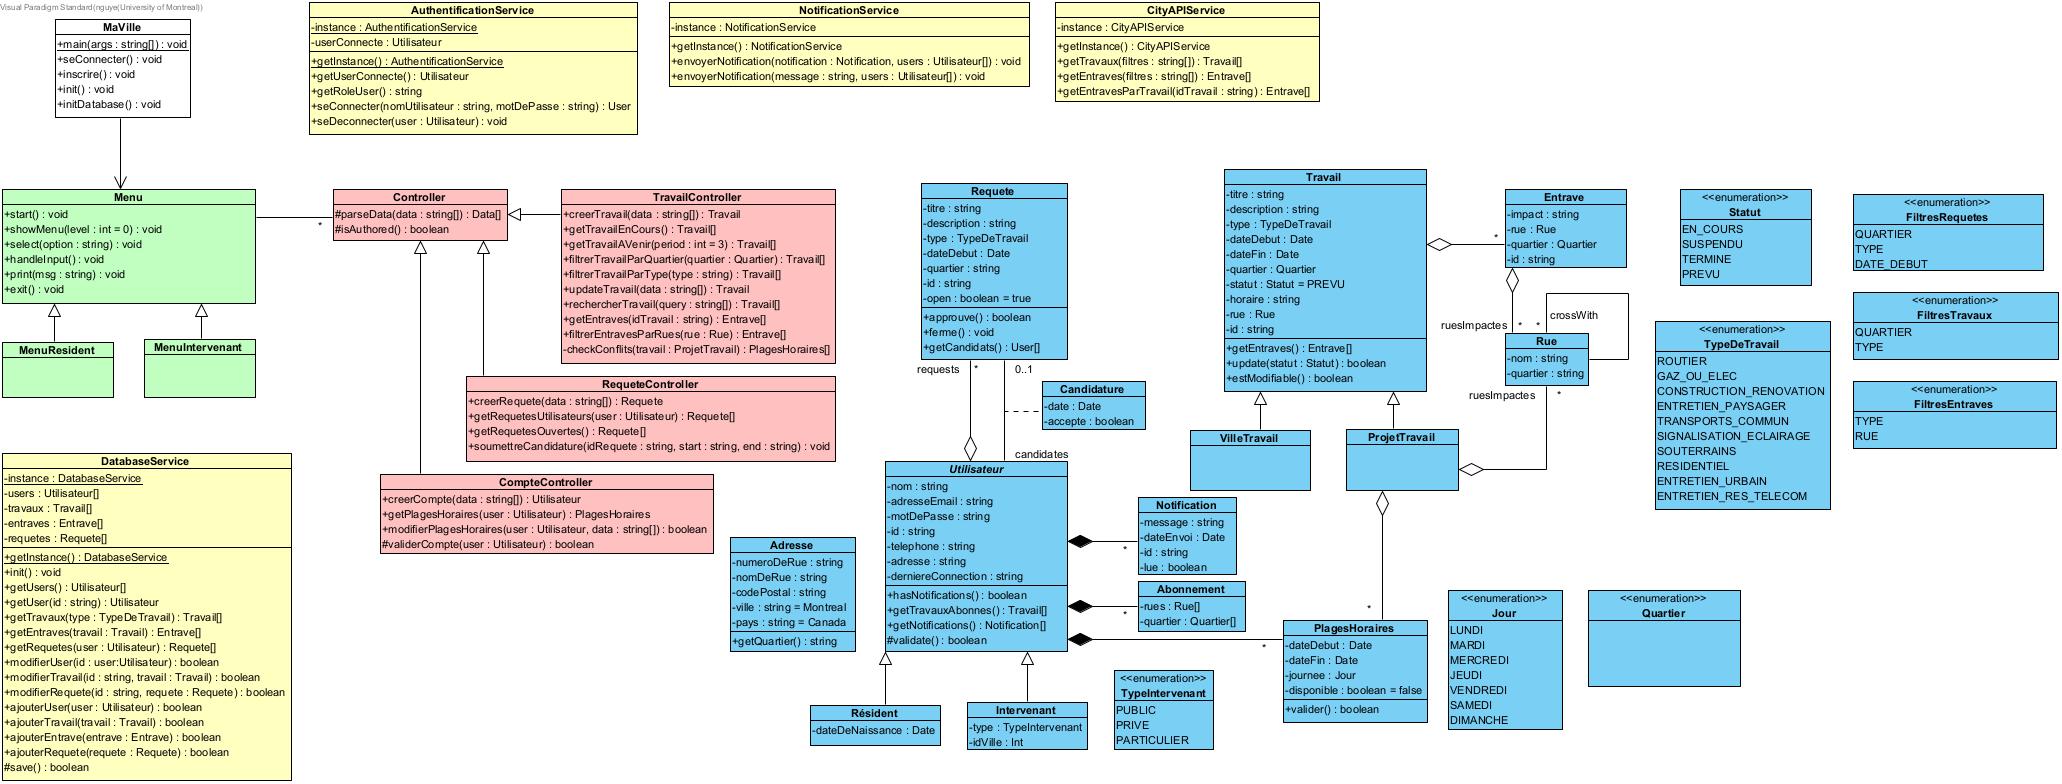 Visual Paradigm Standard(nguye(University of Montreal))
MaVille
+main(args : string[]) : void
+seConnecter() : void
+inscrire() : void
+init() : void
+initDatabase() : void
AuthentificationService
-instance : AuthentificationService
-userConnecte : Utilisateur
+getInstance() : AuthentificationService
+getUserConnecte() : Utilisateur
+getRoleUser() : string
+seConnecter(nomUtilisateur : string, motDePasse : string) : User
+seDeconnecter(user : Utilisateur) : void
NotificationService
-instance : NotificationService
+getInstance() : NotificationService
+envoyerNotification(notification : Notification, users : Utilisateur[]) : void
+envoyerNotification(message : string, users : Utilisateur[]) : void
CityAPIService
-instance : CityAPIService
+getInstance() : CityAPIService
+getTravaux(filtres : string[]) : Travail[]
+getEntraves(filtres : string[]) : Entrave[]
+getEntravesParTravail(idTravail : string) : Entrave[]
Menu
+start() : void
+showMenu(level : int = 0) : void
+select(option : string) : void
+handleInput() : void
+print(msg : string) : void
+exit() : void
*
MenuResident
MenuIntervenant
Controller
#parseData(data : string[]) : Data[]
#isAuthored() : boolean
TravailController
+creerTravail(data : string[]) : Travail
+getTravailEnCours() : Travail[]
+getTravailAVenir(period : int = 3) : Travail[]
+filtrerTravailParQuartier(quartier : Quartier) : Travail[]
+filtrerTravailParType(type : string) : Travail[]
+updateTravail(data : string[]) : Travail
+rechercherTravail(query : string[]) : Travail[]
+getEntraves(idTravail : string) : Entrave[]
+filtrerEntravesParRues(rue : Rue) : Entrave[]
-checkConflits(travail : ProjetTravail) : PlagesHoraires[]
RequeteController
+creerRequete(data : string[]) : Requete
+getRequetesUtilisateurs(user : Utilisateur) : Requete[]
+getRequetesOuvertes() : Requete[]
+soumettreCandidature(idRequete : string, start : string, end : string) : void
CompteController
+creerCompte(data : string[]) : Utilisateur
+getPlagesHoraires(user : Utilisateur) : PlagesHoraires
+modifierPlagesHoraires(user : Utilisateur, data : string[]) : boolean
#validerCompte(user : Utilisateur) : boolean
DatabaseService
-instance : DatabaseService
-users : Utilisateur[]
-travaux : Travail[]
-entraves : Entrave[]
-requetes : Requete[]
+getInstance() : DatabaseService
+init() : void
+getUsers() : Utilisateur[]
+getUser(id : string) : Utilisateur
+getTravaux(type : TypeDeTravail) : Travail[]
+getEntraves(travail : Travail) : Entrave[]
+getRequetes(user : Utilisateur) : Requete[]
+modifierUser(id : user:Utilisateur) : boolean
+modifierTravail(id : string, travail : Travail) : boolean
+modifierRequete(id : string, requete : Requete) : boolean
+ajouterUser(user : Utilisateur) : boolean
+ajouterTravail(travail : Travail) : boolean
+ajouterEntrave(entrave : Entrave) : boolean
+ajouterRequete(requete : Requete) : boolean
#save() : boolean
Requete
-titre : string
-description : string
-type : TypeDeTravail
-dateDebut : Date
-quartier : string
-id : string
-open : boolean = true
+approuve() : boolean
+ferme() : void
+getCandidats() : User[]
requests * 0..1
Candidature
-date : Date
-accepte : boolean
candidates
Utilisateur
-nom : string
-adresseEmail : string
-motDePasse : string
-id : string
-telephone : string
-adresse : string
-derniereConnection : string
+hasNotifications() : boolean
+getTravauxAbonnes() : Travail[]
+getNotifications() : Notification[]
#validate() : boolean
Adresse
-numeroDeRue : string
-nomDeRue : string
-codePostal : string
-ville : string = Montreal
-pays : string = Canada
+getQuartier() : string
Notification
-message : string
-dateEnvoi : Date
-id : string
-lue : boolean
*
Abonnement
-rues : Rue[]
-quartier : Quartier[]
*
*
Résident
-dateDeNaissance : Date
Intervenant
-type : TypeIntervenant
-idVille : Int
<<enumeration>>
TypeIntervenant
PUBLIC
PRIVE
PARTICULIER
Travail
-titre : string
-description : string
-type : TypeDeTravail
-dateDebut : Date
-dateFin : Date
-quartier : Quartier
-statut : Statut = PREVU
-horaire : string
-rue : Rue
-id : string
+getEntraves() : Entrave[]
+update(statut : Statut) : boolean
+estModifiable() : boolean
*
VilleTravail
ProjetTravail
*
PlagesHoraires
-dateDebut : Date
-dateFin : Date
-journee : Jour
-disponible : boolean = false
+valider() : boolean
Entrave
-impact : string
-rue : Rue
-quartier : Quartier
-id : string
ruesImpactes * * crossWith
Rue
-nom : string
-quartier : string
ruesImpactes *
<<enumeration>>
Statut
EN_COURS
SUSPENDU
TERMINE
PREVU
<<enumeration>>
TypeDeTravail
ROUTIER
GAZ_OU_ELEC
CONSTRUCTION_RENOVATION
ENTRETIEN_PAYSAGER
TRANSPORTS_COMMUN
SIGNALISATION_ECLAIRAGE
SOUTERRAINS
RESIDENTIEL
ENTRETIEN_URBAIN
ENTRETIEN_RES_TELECOM
<<enumeration>>
FiltresRequetes
QUARTIER
TYPE
DATE_DEBUT
<<enumeration>>
FiltresTravaux
QUARTIER
TYPE
<<enumeration>>
FiltresEntraves
TYPE
RUE
<<enumeration>>
Jour
LUNDI
MARDI
MERCREDI
JEUDI
VENDREDI
SAMEDI
DIMANCHE
<<enumeration>>
Quartier